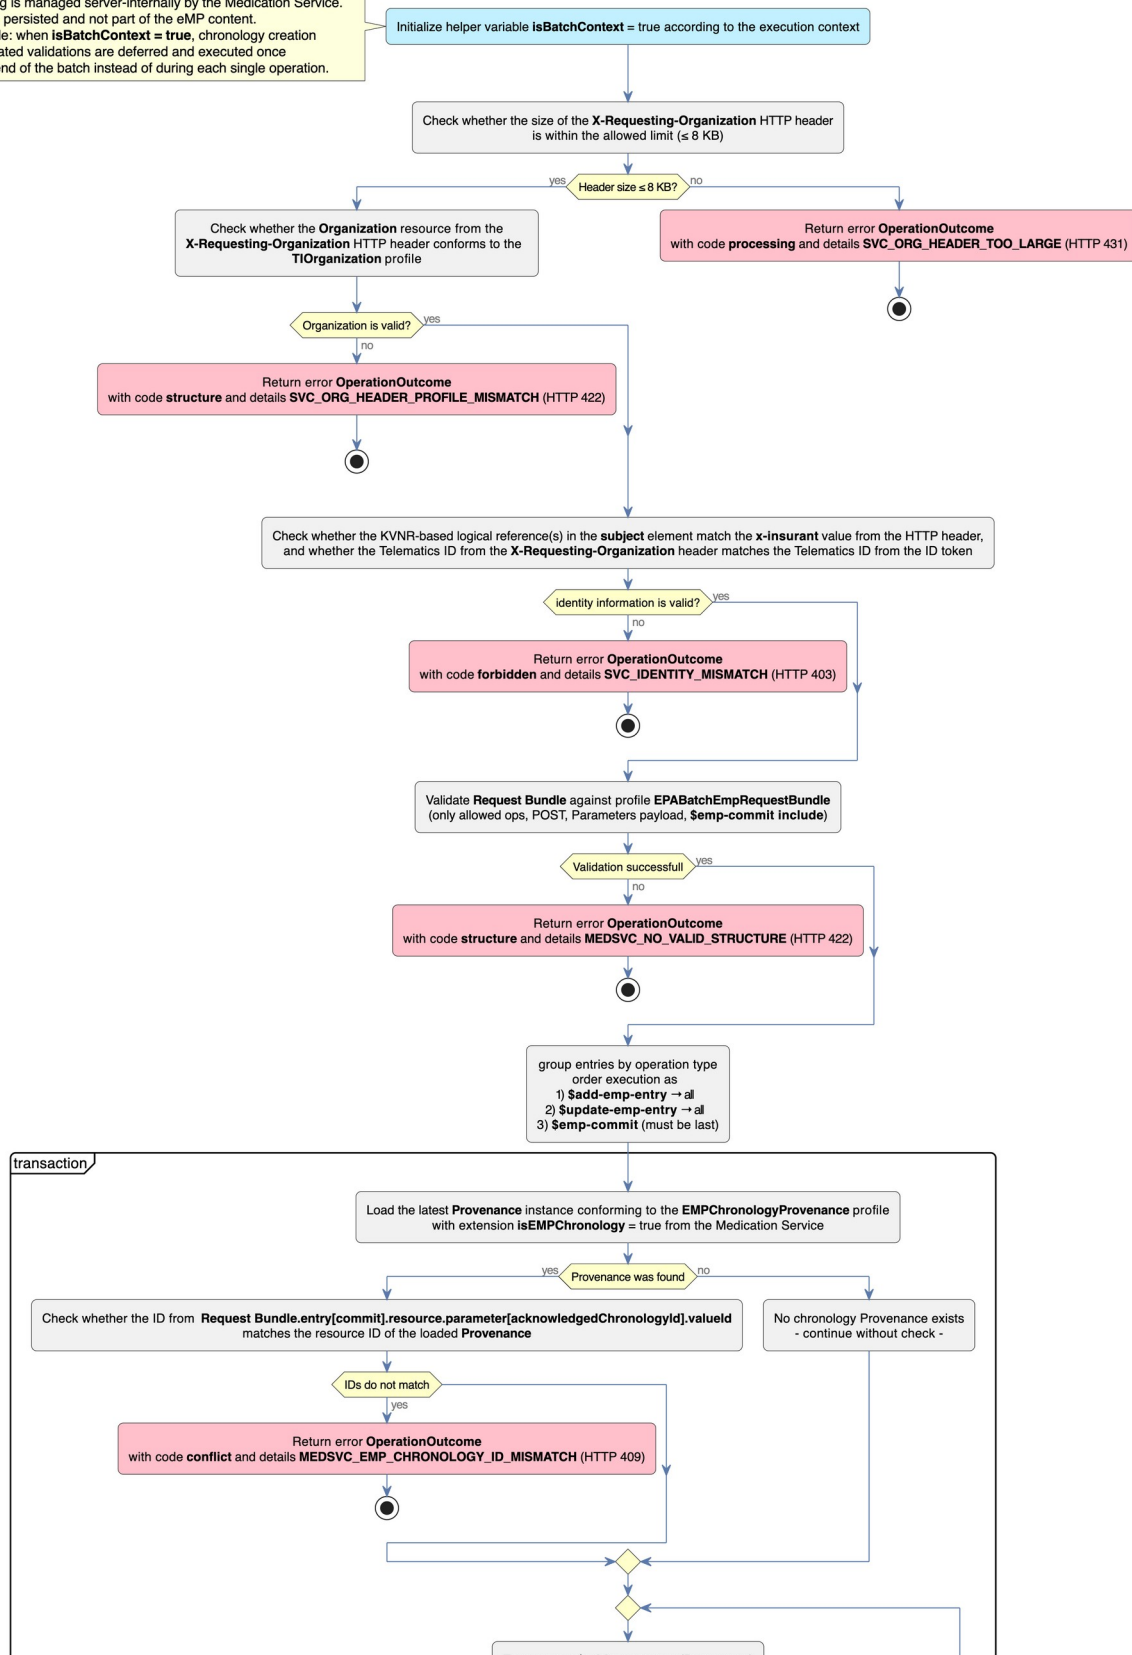 g is managed server-internally by the Medication Service.
persisted and not part of the eMP content.
le: when isBatchContext = true, chronology creation
ated validations are deferred and executed once
end of the batch instead of during each single operation.
Initialize helper variable isBatchContext = true according to the execution context
Check whether the size of the X-Requesting-Organization HTTP header
is within the allowed limit (≤ 8 KB)
yes
Header size ≤ 8 KB?
no
Check whether the Organization resource from the
X-Requesting-Organization HTTP header conforms to the
TIOrganization profile
Return error OperationOutcome
with code processing and details SVC_ORG_HEADER_TOO_LARGE (HTTP 431)
Organization is valid?
yes
no
Return error OperationOutcome
with code structure and details SVC_ORG_HEADER_PROFILE_MISMATCH (HTTP 422)
Check whether the KVNR-based logical reference(s) in the subject element match the x-insurant value from the HTTP header,
and whether the Telematics ID from the X-Requesting-Organization header matches the Telematics ID from the ID token
identity information is valid?
yes
no
Return error OperationOutcome
with code forbidden and details SVC_IDENTITY_MISMATCH (HTTP 403)
Validate Request Bundle against profile EPABatchEmpRequestBundle
(only allowed ops, POST, Parameters payload, $emp-commit include)
Validation successfull
yes
no
Return error OperationOutcome
with code structure and details MEDSVC_NO_VALID_STRUCTURE (HTTP 422)
group entries by operation type
order execution as
1) $add-emp-entry → all
2) $update-emp-entry → all
3) $emp-commit (must be last)
transaction
Load the latest Provenance instance conforming to the EMPChronologyProvenance profile
with extension isEMPChronology = true from the Medication Service
yes
Provenance was found
no
Check whether the ID from Request Bundle.entry[commit].resource.parameter[acknowledgedChronologyId].valueId
matches the resource ID of the loaded Provenance
No chronology Provenance exists
- continue without check -
IDs do not match
yes
Return error OperationOutcome
with code conflict and details MEDSVC_EMP_CHRONOLOGY_ID_MISMATCH (HTTP 409)